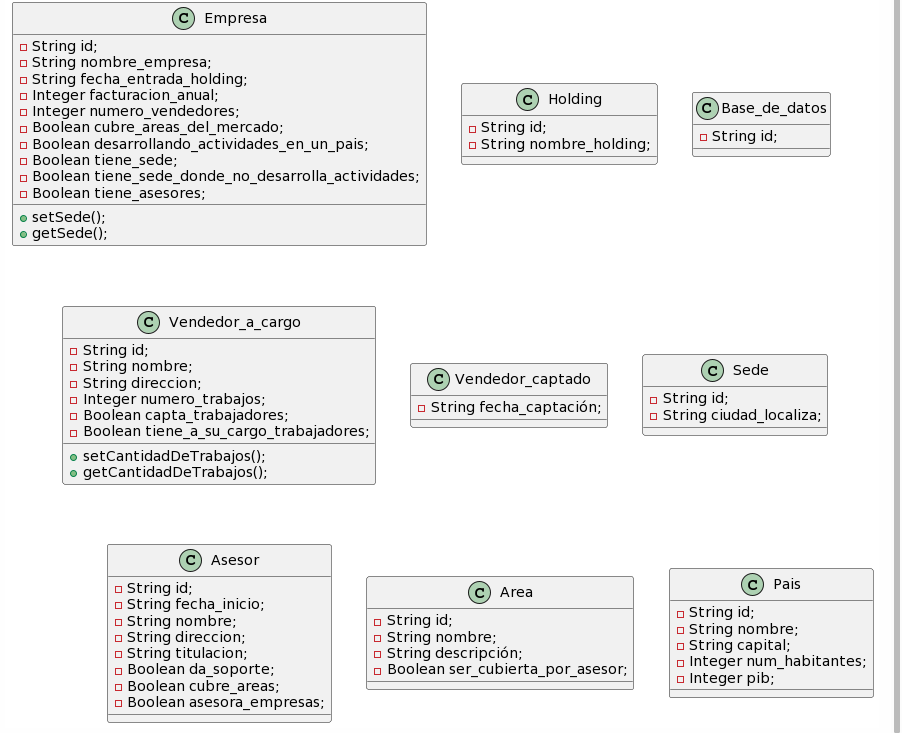 C Empresa
String id;
String nombre_empresa;
String fecha_entrada_holding;
Integer facturacion_anual;
Integer numero_vendedores;
Boolean cubre_areas_del_mercado;
Boolean desarrollando_actividades_en_un_pais;
Boolean tiene_sede;
Boolean tiene_sede_donde_no_desarrolla_actividades;
Boolean tiene_asesores;
setSede();
getSede();
C Holding
String id;
String nombre_holding;
C Base_de_datos
String id;
C Vendedor_a_cargo
String id;
String nombre;
String direccion;
Integer numero_trabajos;
Boolean capta_trabajadores;
Boolean tiene_a_su_cargo_trabajadores;
setCantidadDeTrabajos();
getCantidadDeTrabajos();
C Vendedor_captado
String fecha_captación;
C Sede
String id;
String ciudad_localiza;
C Asesor
String id;
String fecha_inicio;
String nombre;
String direccion;
String titulacion;
Boolean da_soporte;
Boolean cubre_areas;
Boolean asesora_empresas;
C Area
String id;
String nombre;
String descripción;
Boolean ser_cubierta_por_asesor;
C Pais
String id;
String nombre;
String capital;
Integer num_habitantes;
Integer pib;